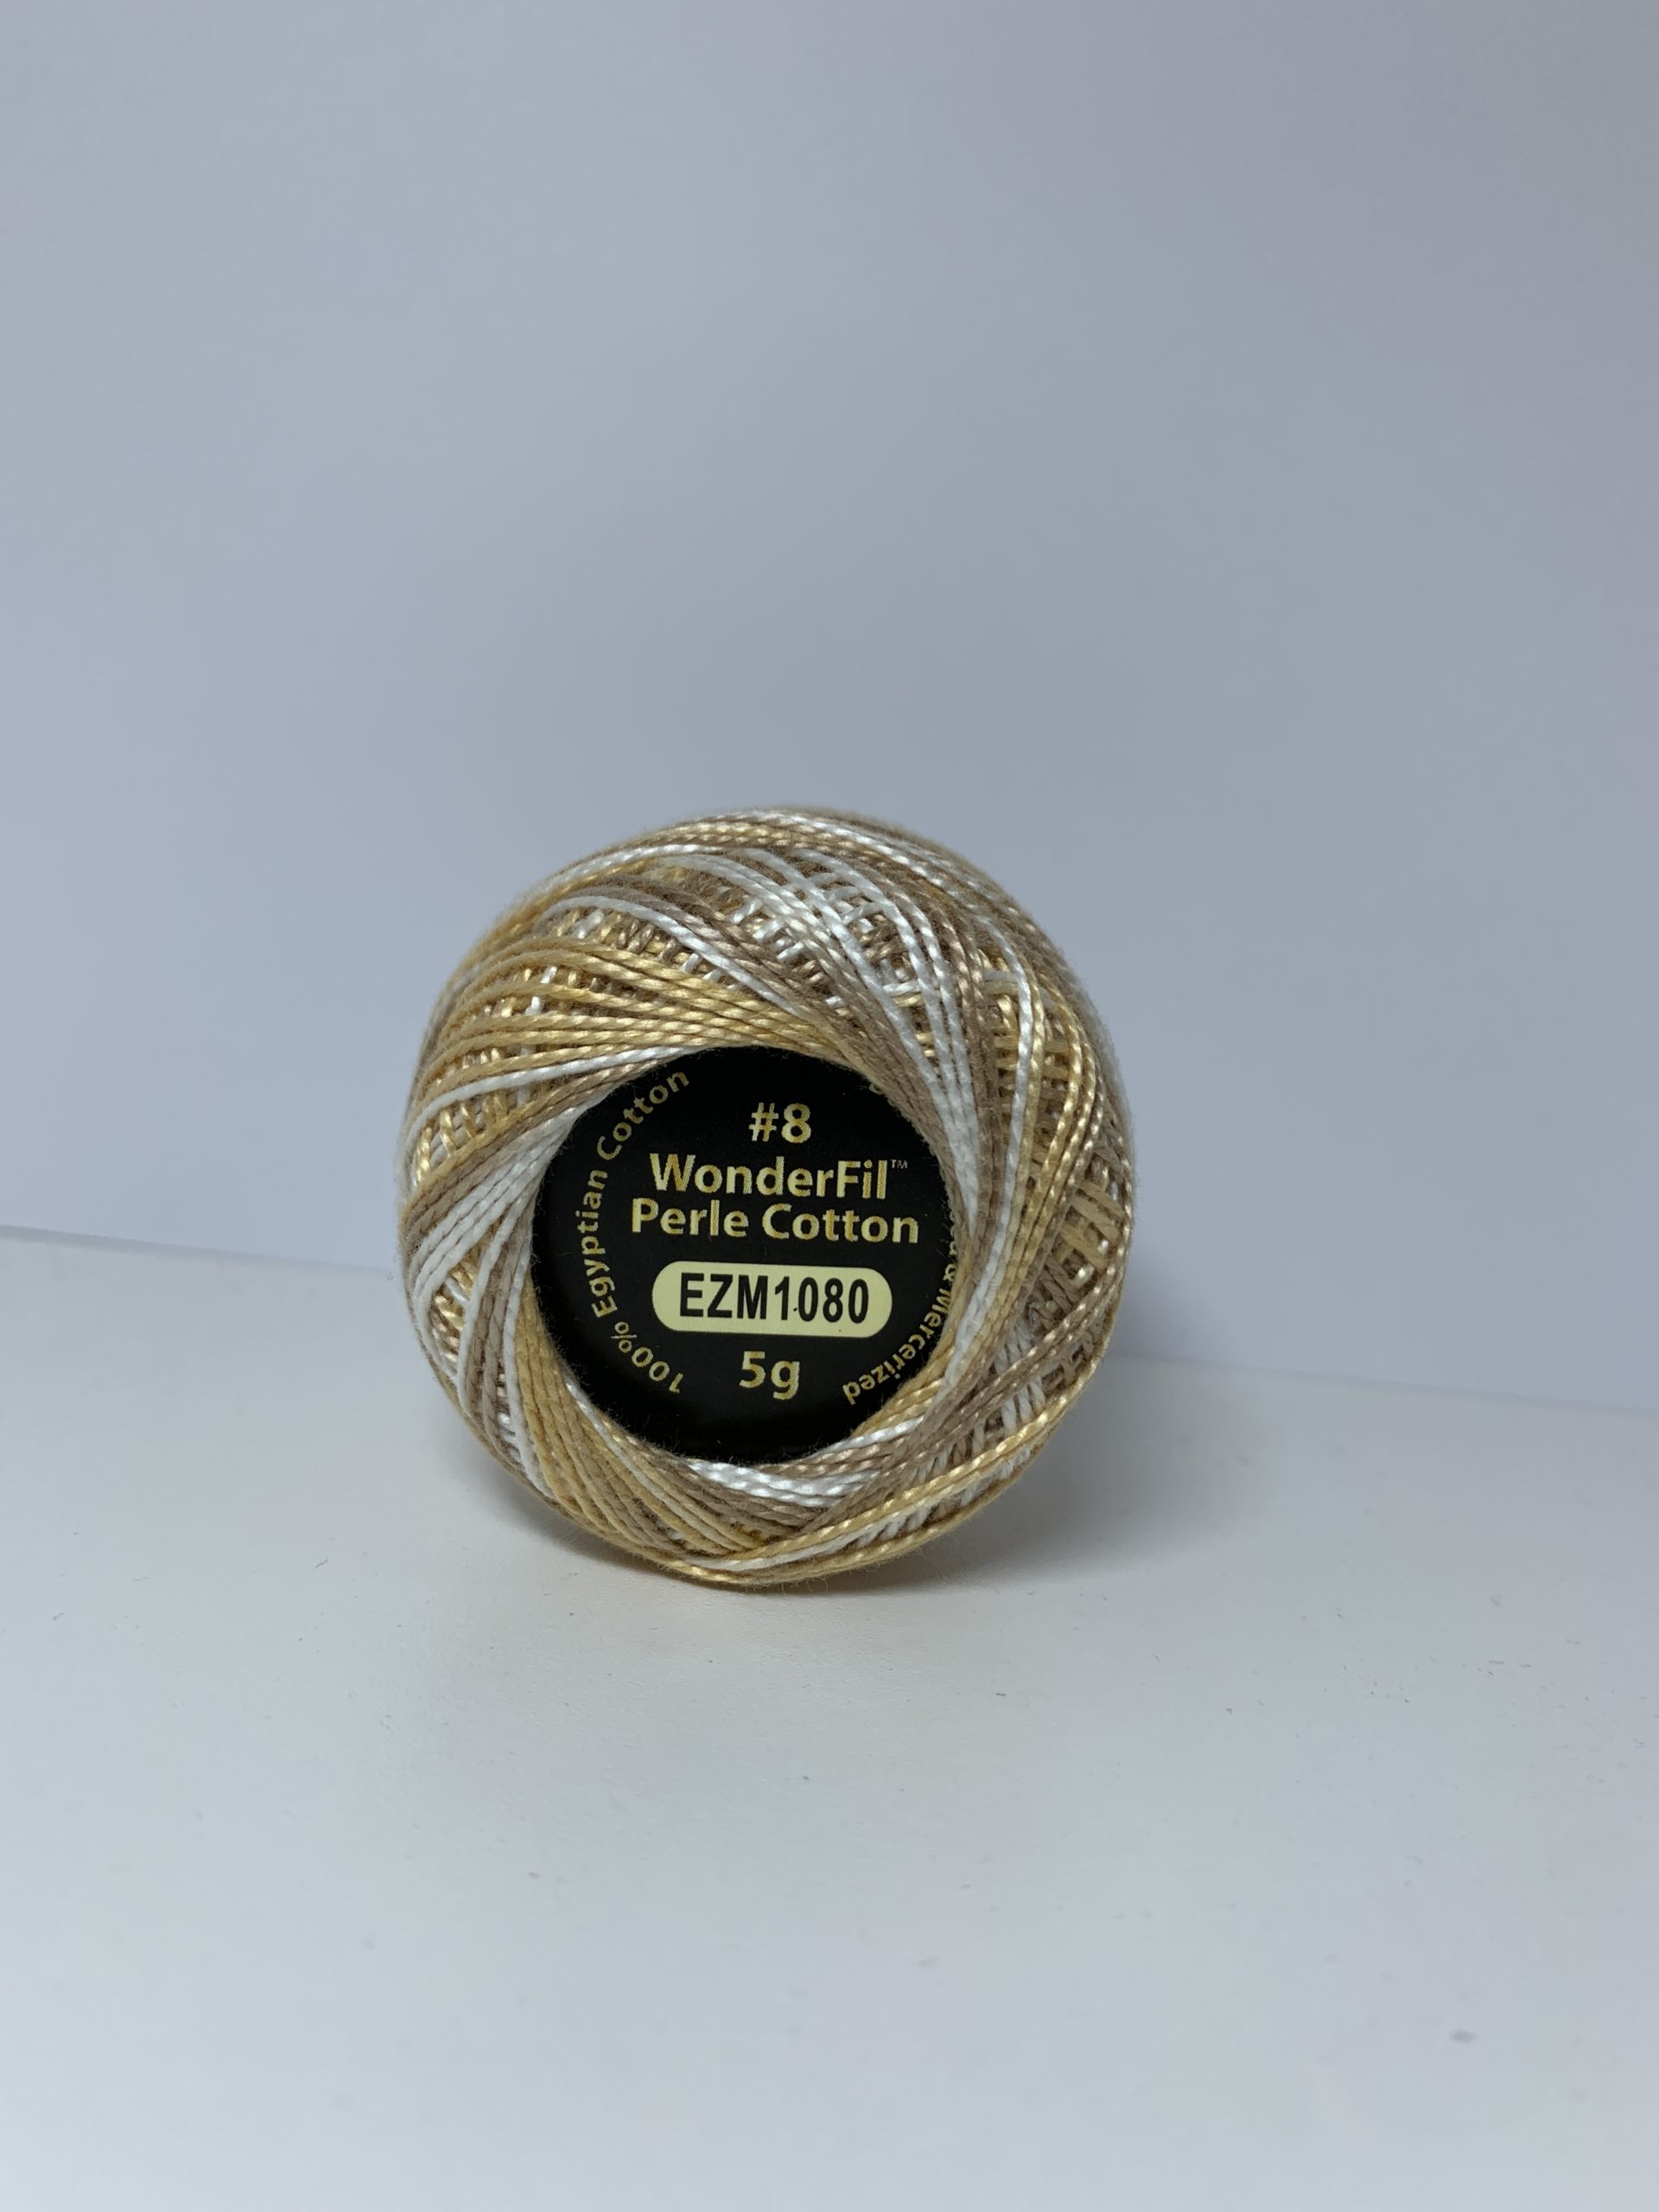 #8
WonderFil™
Perle Cotton
EZM1080
5g
100% Egyptian Cotton
Mercerized